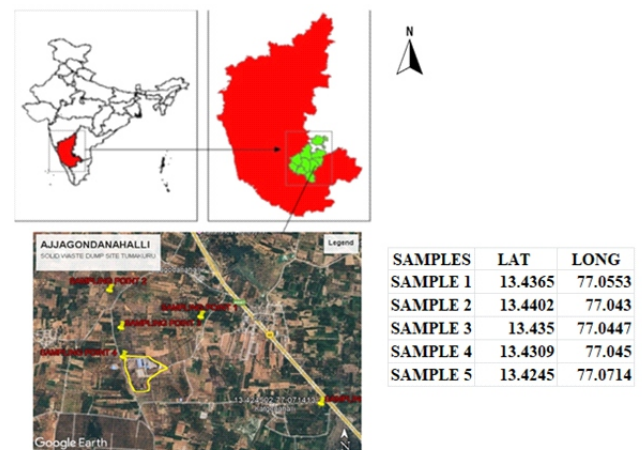 N
AJJAGONDANAHALLI
SOLID WASTE DUMP SITE TUMAKURU
Legend
SAMPLING POINT 2
SAMPLING POINT 1
SAMPLING POINT 3
SAMPLING POINT 4
Google Earth
SAMPLES LAT LONG
SAMPLE 1 13.4365 77.0553
SAMPLE 2 13.4402 77.043
SAMPLE 3 13.435 77.0447
SAMPLE 4 13.4309 77.045
SAMPLE 5 13.4245 77.0714